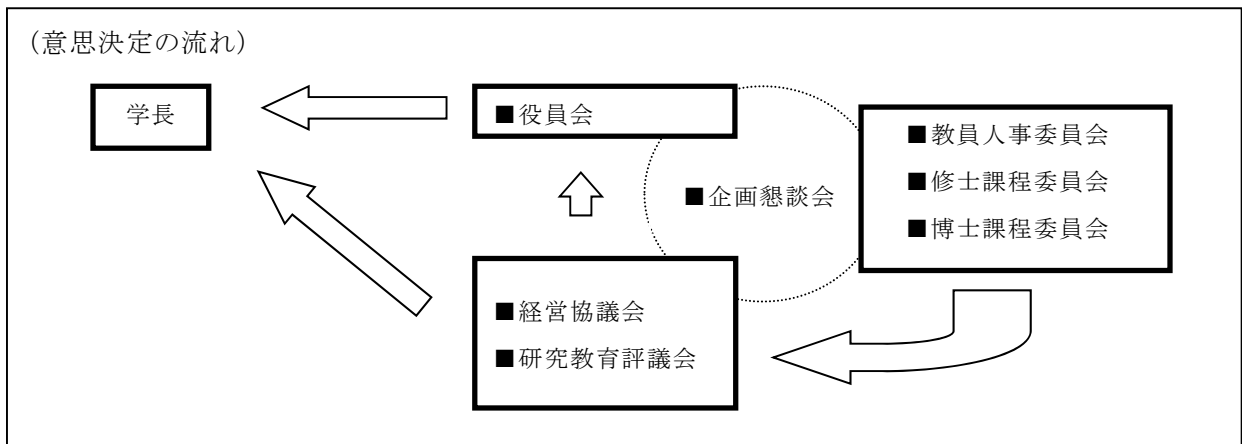 (意思決定の流れ)
学長
■役員会
■企画懇談会
■教員人事委員会
■修士課程委員会
■博士課程委員会
■経営協議会
■研究教育評議会